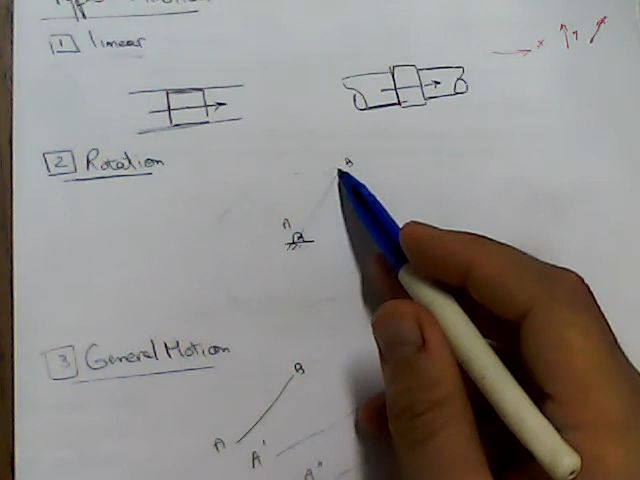 1 linear
x
2 Rotation
B
A
3 General Motion
B
A
A'
A"